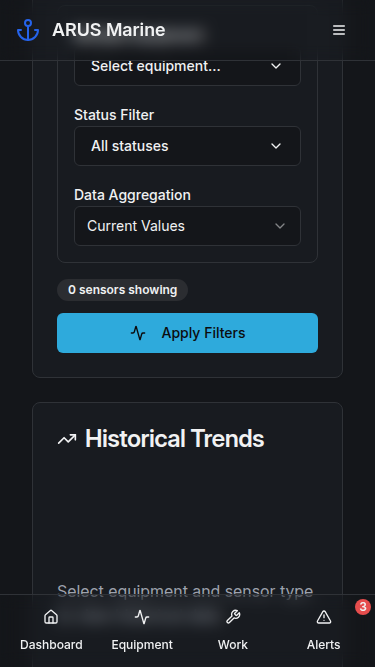 ARUS Marine
Select equipment...
Status Filter
All statuses
Data Aggregation
Current Values
0 sensors showing
Apply Filters
Historical Trends
Select equipment and sensor type
3
Dashboard
Equipment
Work
Alerts